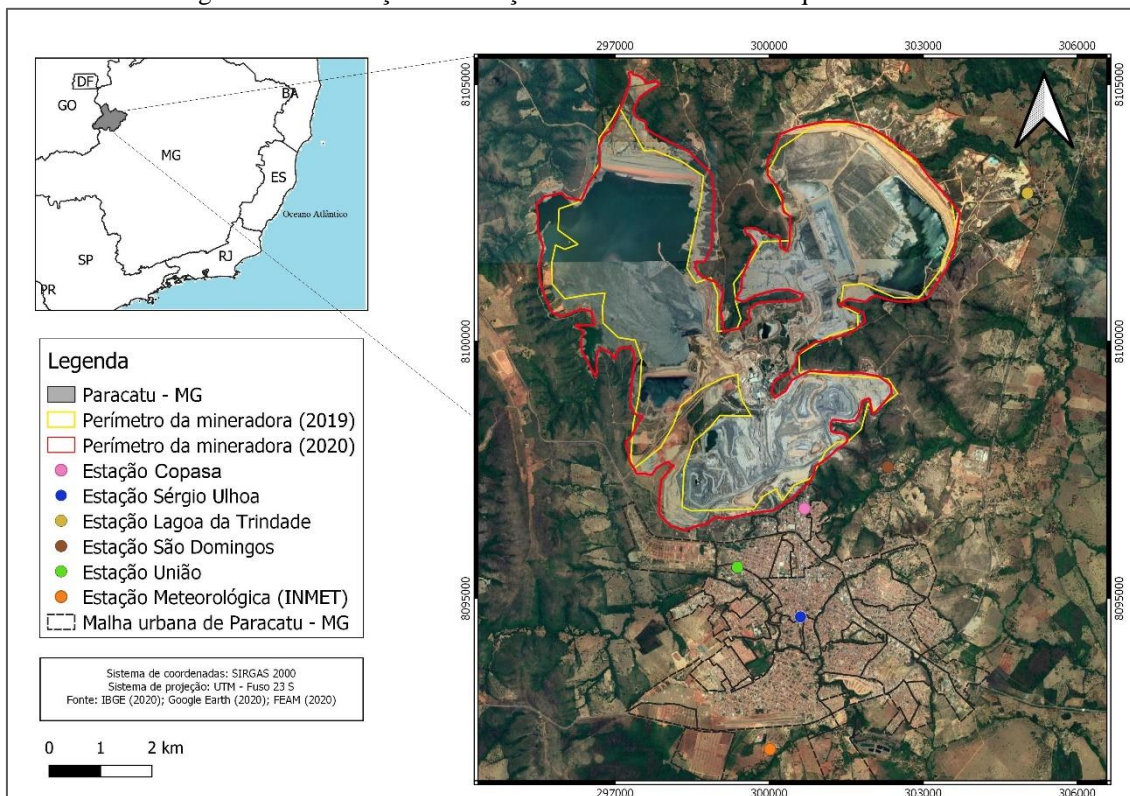 DF
GO
BA
MG
ES
Oceano Atlântico
SP
RJ
PR
Legenda
Paracatu - MG
Perímetro da mineradora (2019)
Perímetro da mineradora (2020)
Estação Copasa
Estação Sérgio Ulhoa
Estação Lagoa da Trindade
Estação São Domingos
Estação União
Estação Meteorológica (INMET)
Malha urbana de Paracatu - MG
Sistema de coordenadas: SIRGAS 2000
Sistema de projeção: UTM - Fuso 23 S
Fonte: IBGE (2020); Google Earth (2020); FEAM (2020)
0 1 2 km
297000 300000 303000 306000
8105000 8105000
8100000 8100000
8095000 8095000
297000 300000 303000 306000